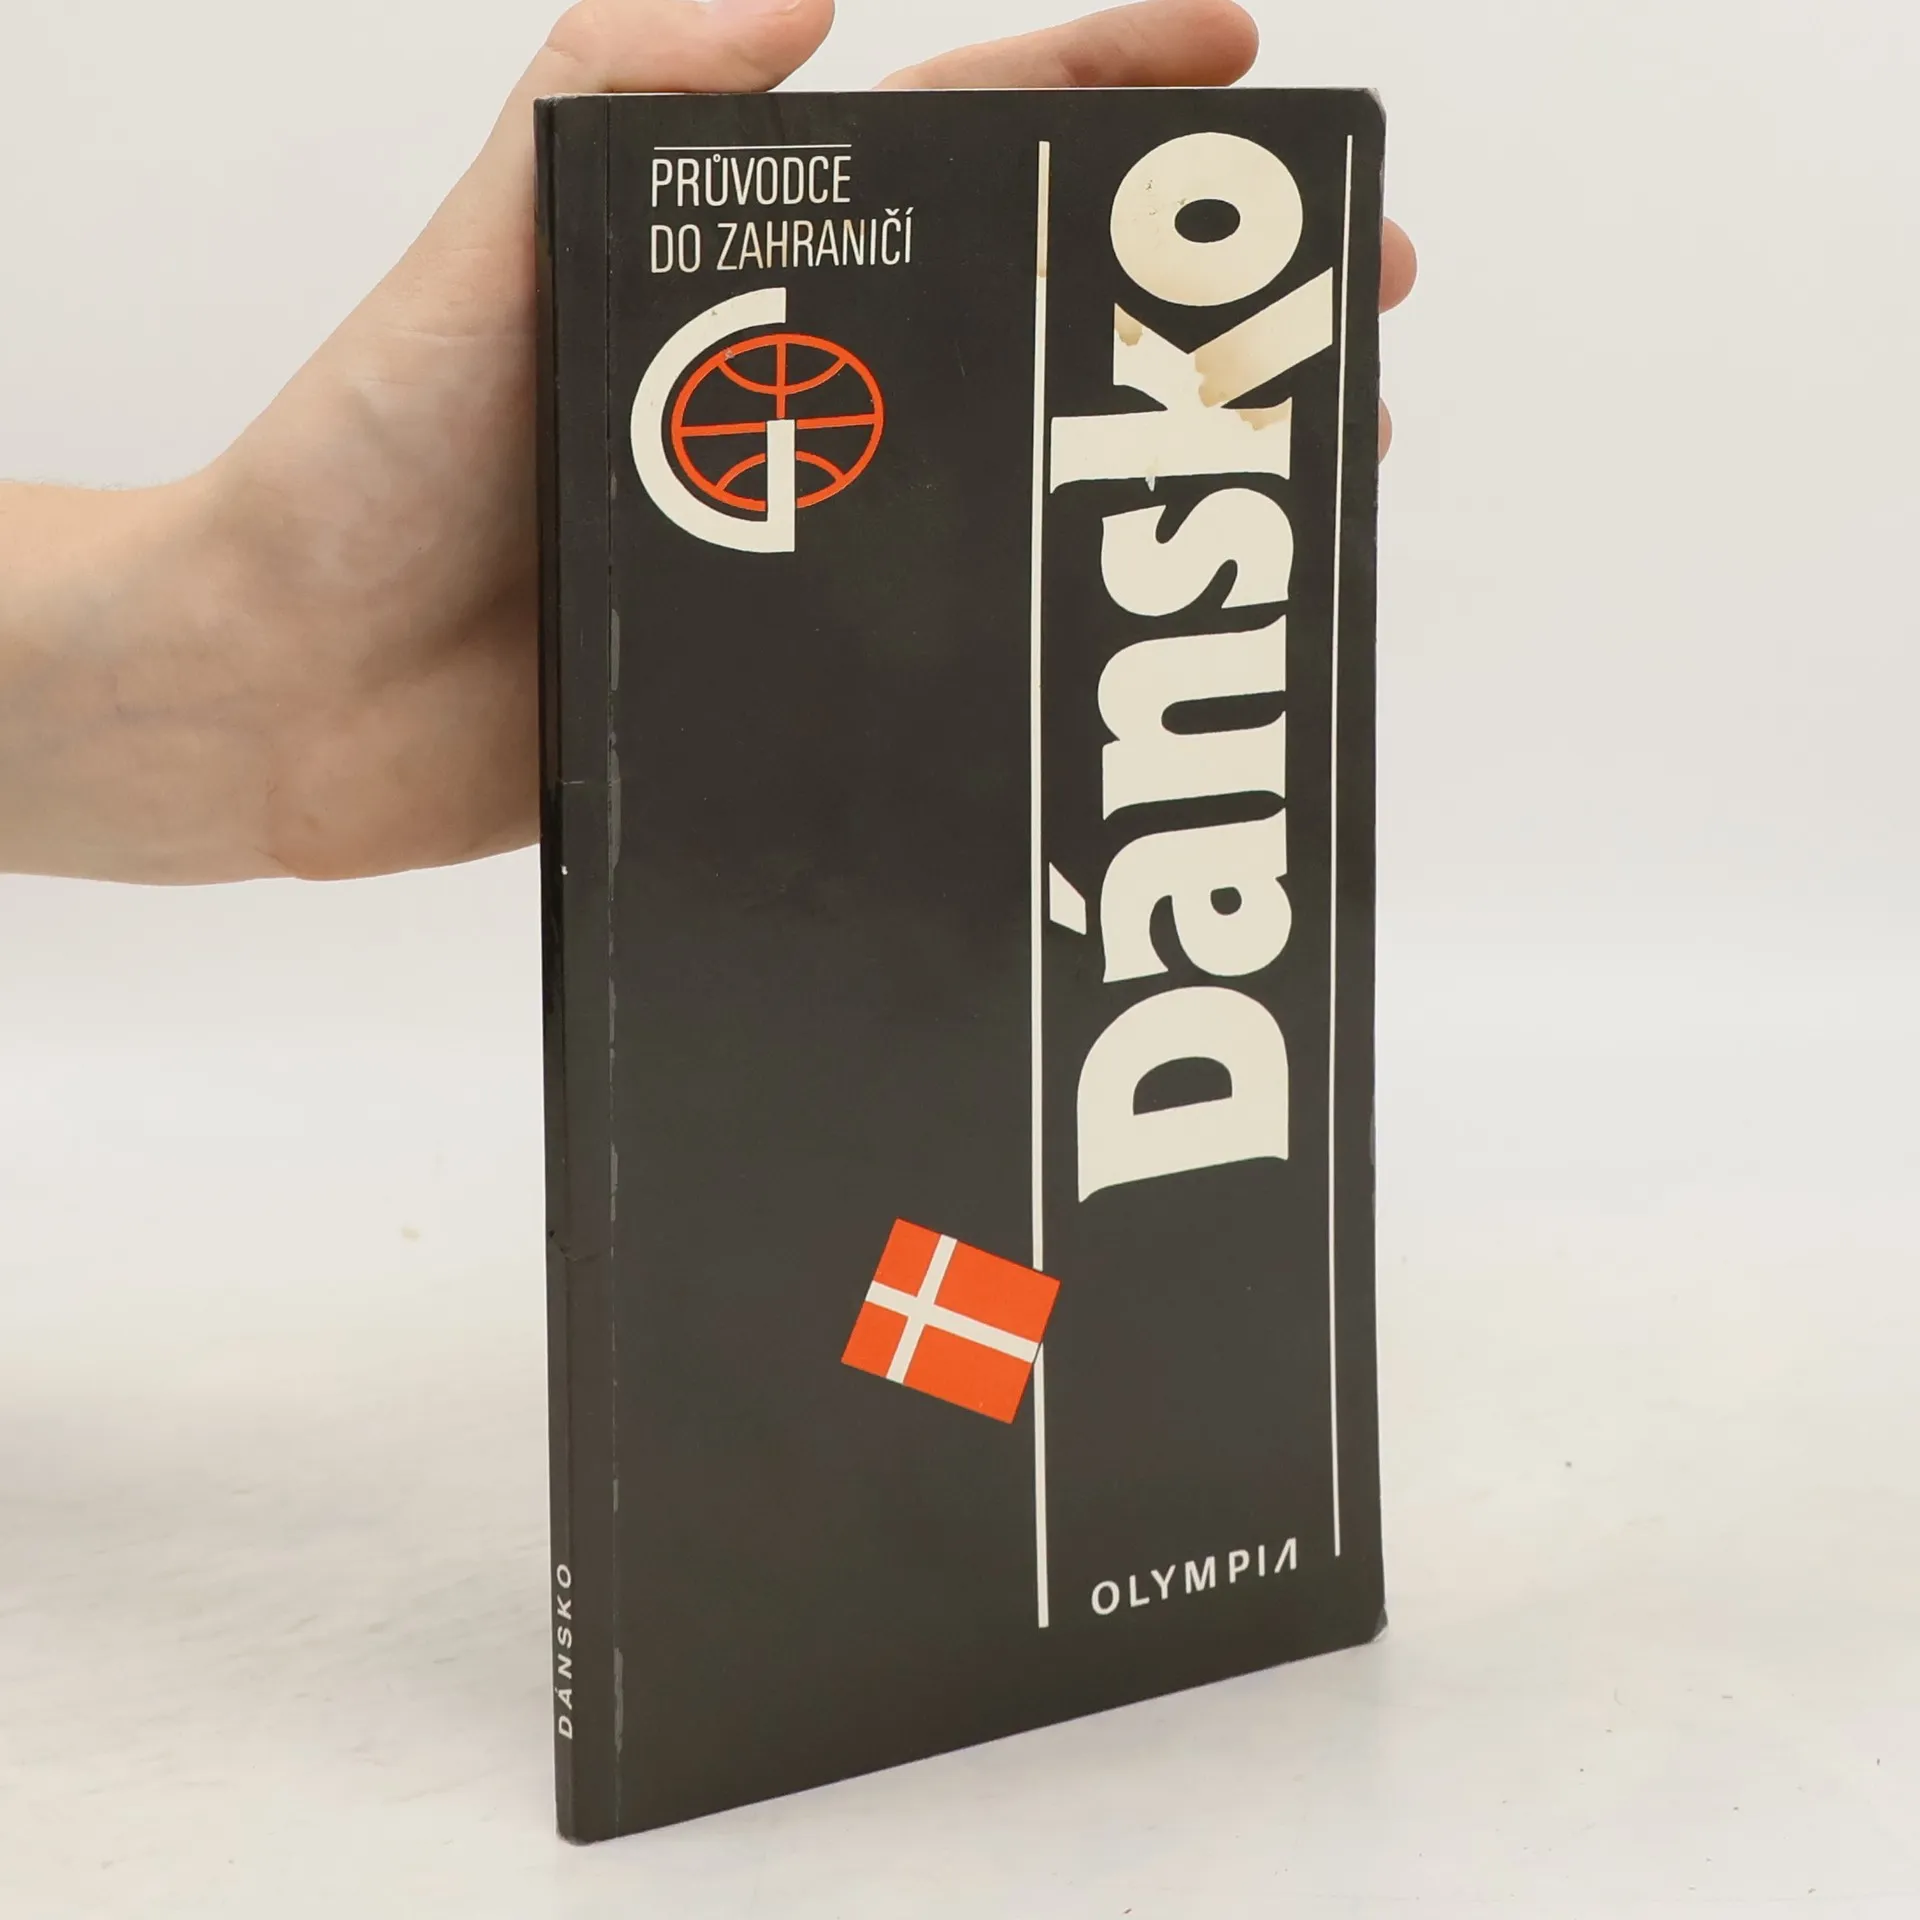 PRŮVODCE
DO ZAHRANIČÍ
Dánsko
OLYMPIA
DÁNSKO